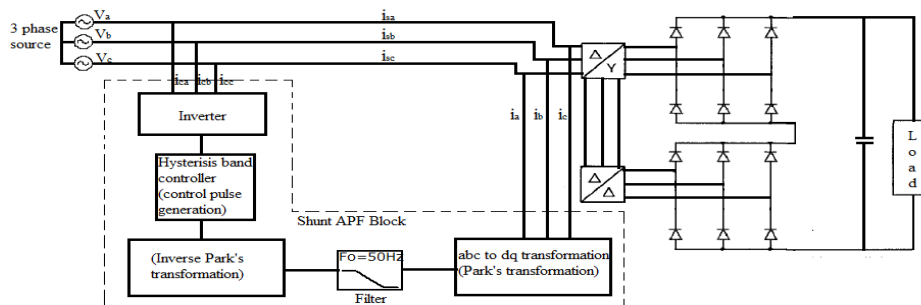 3 phase
source
Va
Vb
Vc
isa
isb
isc
ica
icb
icc
ia
ib
ic
Δ
Y
Δ
Δ
Inverter
Hysterisis band
controller
(control pulse
generation)
Shunt APF Block
(Inverse Park's
transformation)
Fo=50Hz
Filter
abc to dq transformation
(Park's transformation)
L
o
a
d